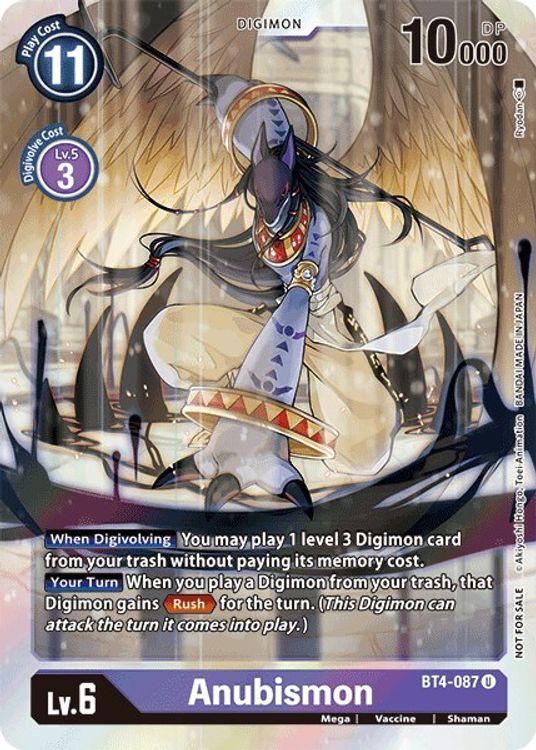 DIGIMON
Play Cost
11
DP
10000
Digivolve Cost
Lv.5
3
Ryodan
©Akiyoshi Hongo, Toei Animation BANDAI MADE IN JAPAN
NOT FOR SALE
When Digivolving You may play 1 level 3 Digimon card
from your trash without paying its memory cost.
Your Turn When you play a Digimon from your trash, that
Digimon gains Rush for the turn. (This Digimon can
attack the turn it comes into play.)
BT4-087 U
Lv.6
Anubismon
Mega | Vaccine | Shaman